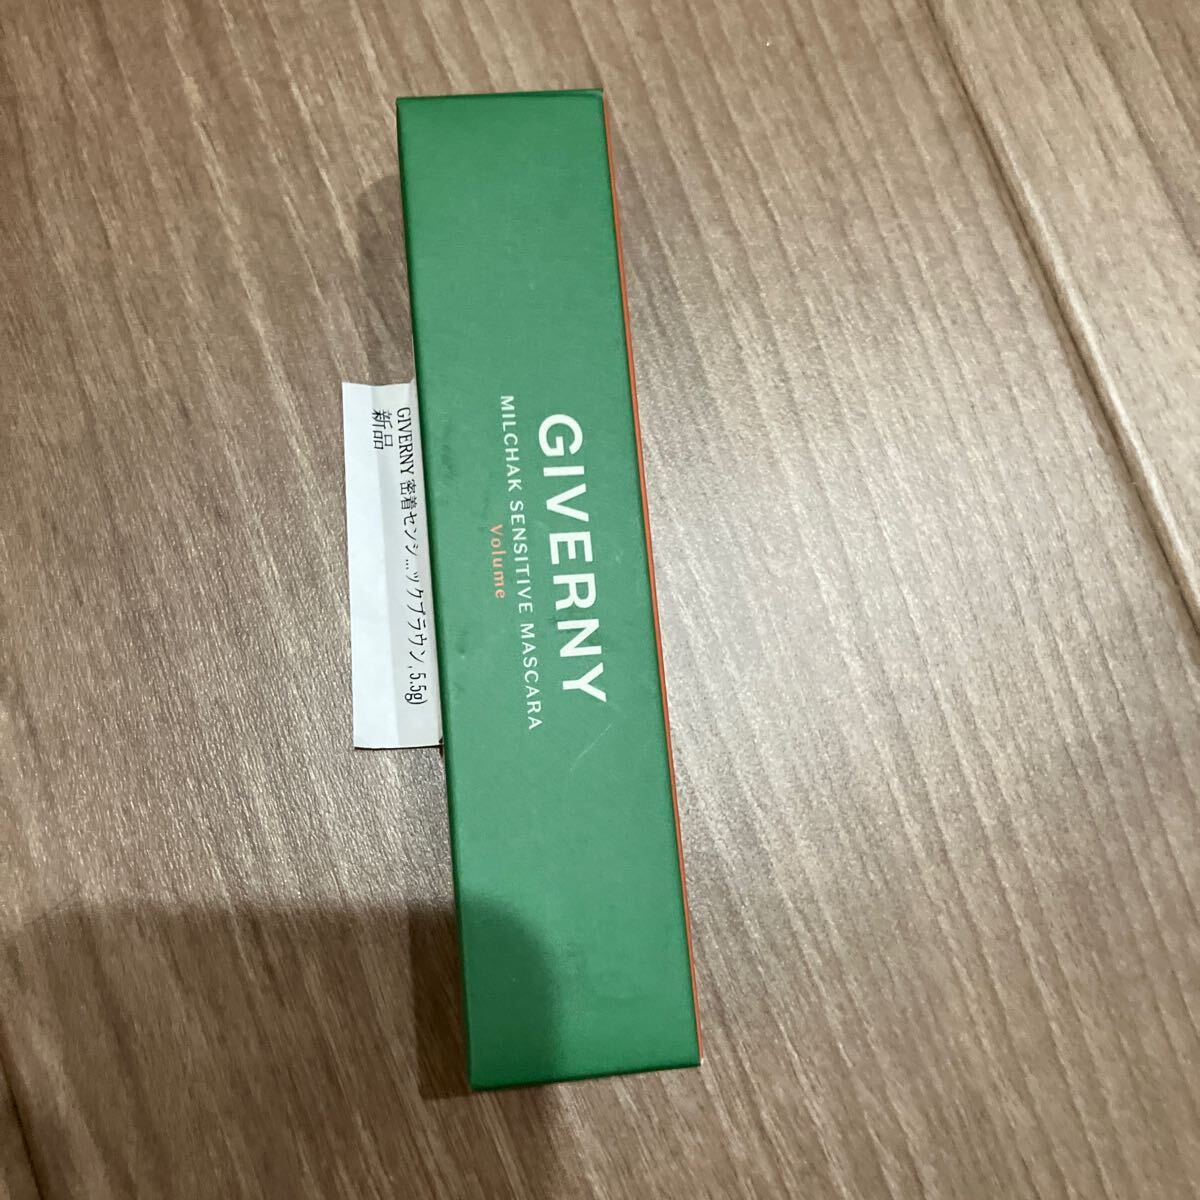 GIVERNY
MILCHAK SENSITIVE MASCARA
Volume
GIVERNY 密着センシ...ックブラウン, 5.5g)
新品